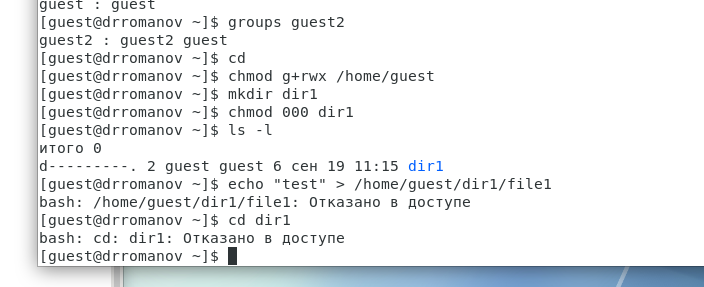 guest : guest
[guest@drromanov ~]$ groups guest2
guest2 : guest2 guest
[guest@drromanov ~]$ cd
[guest@drromanov ~]$ chmod g+rwx /home/guest
[guest@drromanov ~]$ mkdir dir1
[guest@drromanov ~]$ chmod 000 dir1
[guest@drromanov ~]$ ls -l
итого 0
d---------. 2 guest guest 6 сен 19 11:15 dir1
[guest@drromanov ~]$ echo "test" > /home/guest/dir1/file1
bash: /home/guest/dir1/file1: Отказано в доступе
[guest@drromanov ~]$ cd dir1
bash: cd: dir1: Отказано в доступе
[guest@drromanov ~]$